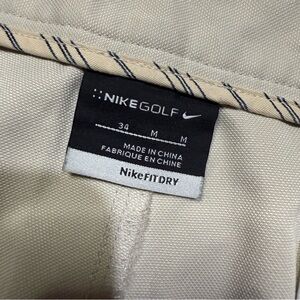 NIKEGOLF
34 M M
MADE IN CHINA
FABRIQUE EN CHINE
NikeFITDRY